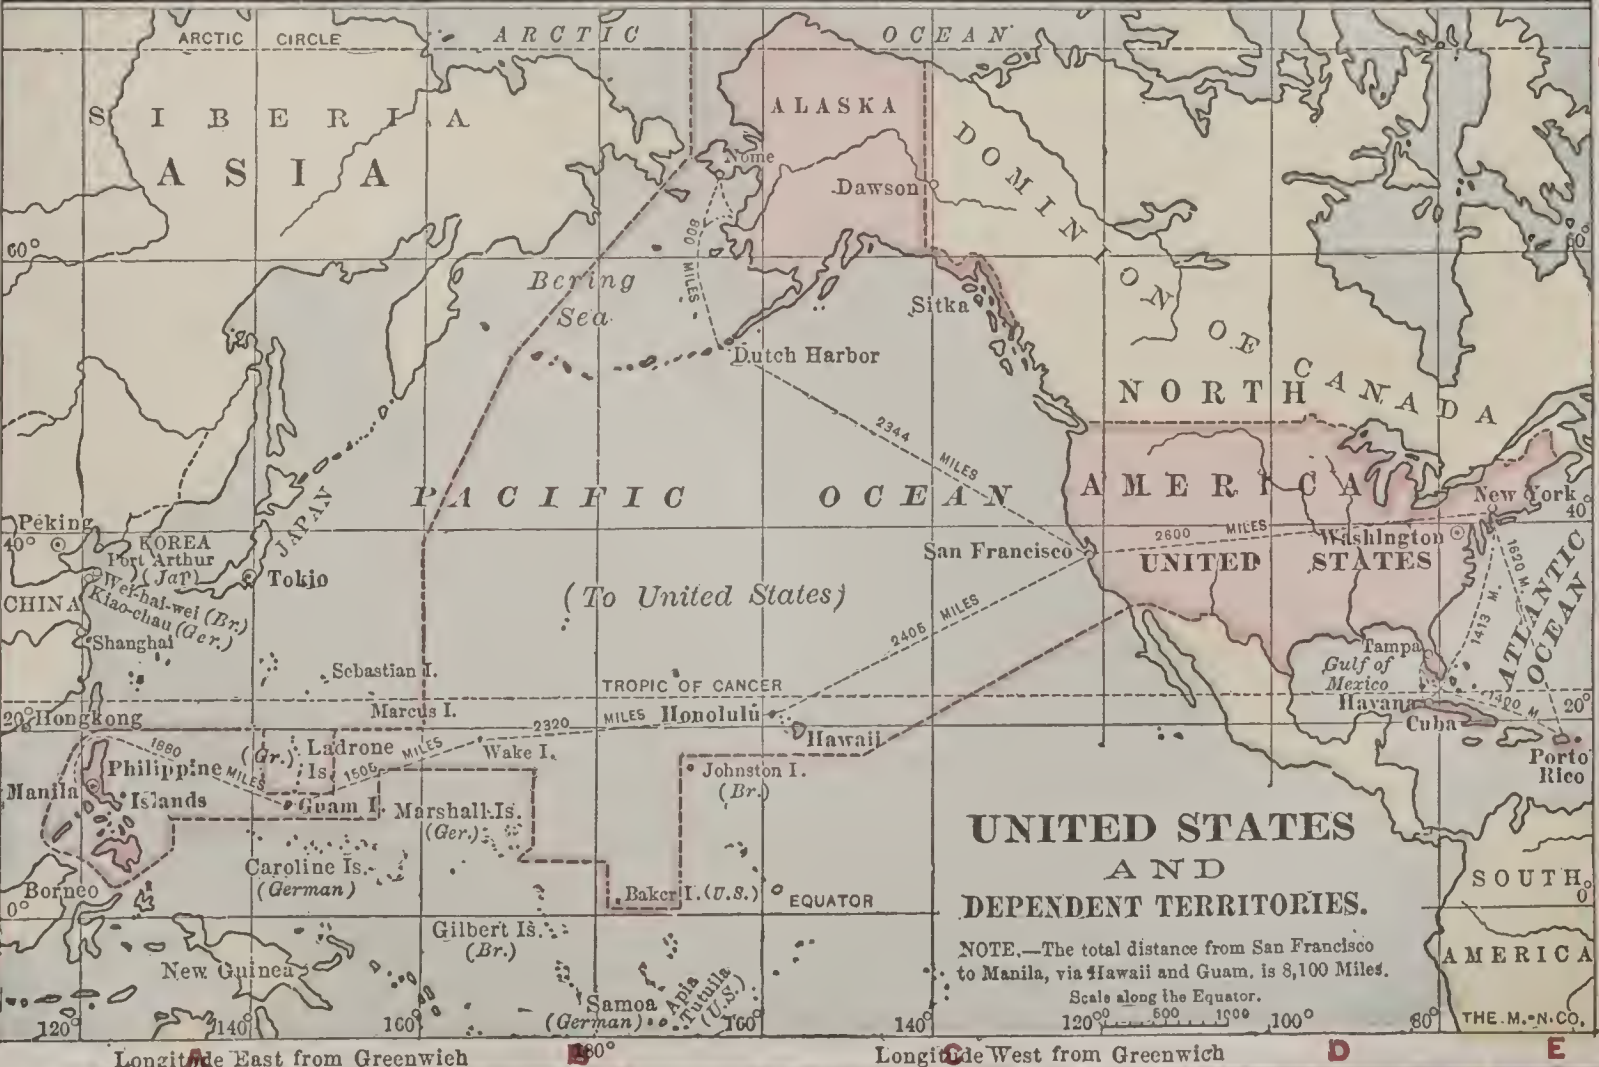 ARCTIC CIRCLE
ARCTIC OCEAN
SIBERIA
ASIA
ALASKA
Nome
Dawson
DOMINION OF CANADA
60°
60°
800 MILES
Bering
Sea
Sitka
Dutch Harbor
NORTH
AMERICA
2344 MILES
PACIFIC OCEAN
(To United States)
Peking
40°
KOREA
Port Arthur
(Jap)
Wei-hai-wei (Br.)
Kiao-chau (Ger.)
CHINA
Shanghai
JAPAN
Tokio
San Francisco
2600 MILES
UNITED STATES
Washington
New York
40°
1620 M.
1413 M.
ATLANTIC
OCEAN
2405 MILES
Tampa
Gulf of
Mexico
Havana
Cuba
20°
Porto
Rico
Sebastian I.
TROPIC OF CANCER
Marcus I.
20°
Hongkong
2320 MILES
Honolulu
Hawaii
1880 MILES
(Gr.)
Ladrone
Is.
1505 MILES
Wake I.
Philippine
Islands
Manila
Guam I.
Marshall Is.
(Ger.)
Johnston I.
(Br.)
Caroline Is.
(German)
Borneo
0°
Baker I. (U.S.)
EQUATOR
Gilbert Is.
(Br.)
New Guinea
Samoa
(German)
Apia
Tutuila
(U.S.)
UNITED STATES
AND
DEPENDENT TERRITORIES.
NOTE.—The total distance from San Francisco
to Manila, via Hawaii and Guam, is 8,100 Miles.
Scale along the Equator.
500 1000
SOUTH
AMERICA
0°
THE M.-N. CO.
120° 140° 160° 180° 160° 140° 120° 100° 80°
Longitude East from Greenwich
Longitude West from Greenwich
A B C D E